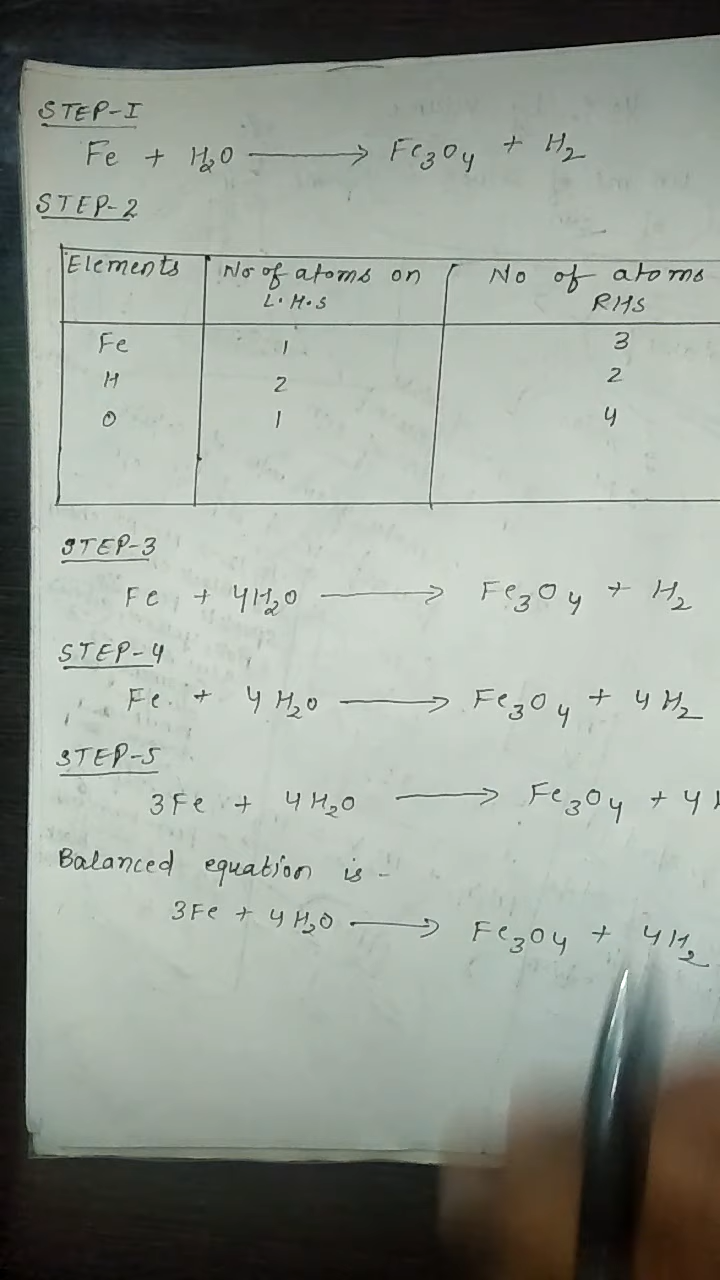 STEP-I
Fe + H₂O ⟶ Fe₃O₄ + H₂
STEP-2
Elements No of atoms on L.H.S No of atoms RHS
Fe 1 3
H 2 2
O 1 4
STEP-3
Fe + 4H₂O ⟶ Fe₃O₄ + H₂
STEP-4
Fe + 4H₂O ⟶ Fe₃O₄ + 4H₂
STEP-5
3Fe + 4H₂O ⟶ Fe₃O₄ + 4
Balanced equation is -
3Fe + 4H₂O ⟶ Fe₃O₄ + 4H₂